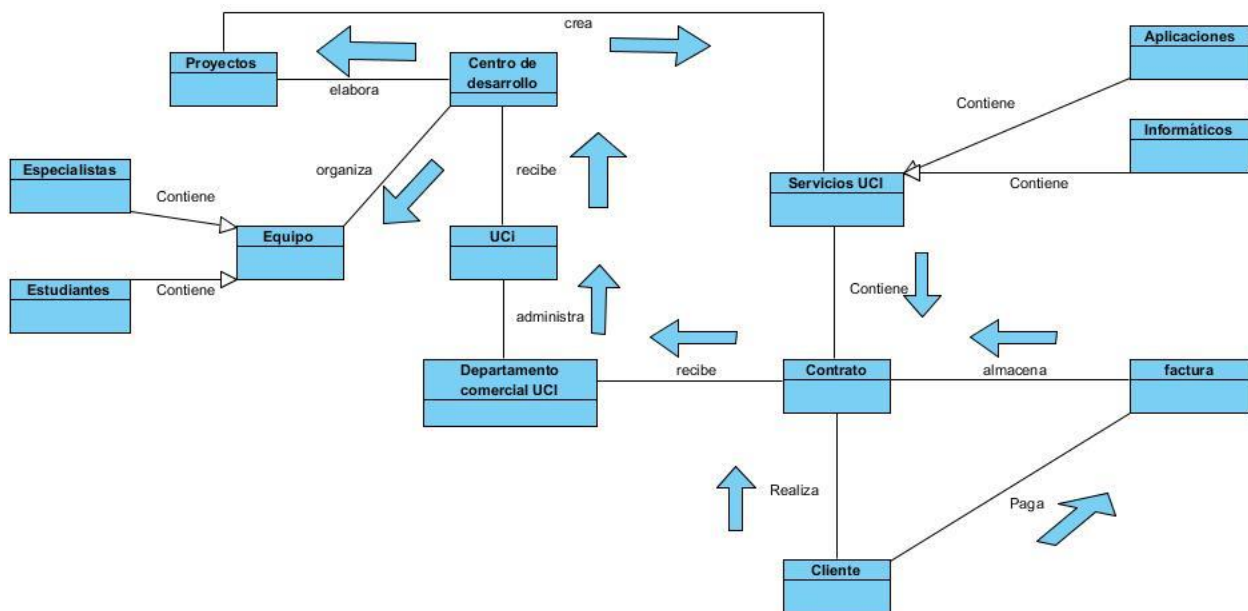 crea
Aplicaciones
Proyectos
Centro de
desarrollo
elabora
Contiene
Informáticos
Especialistas
organiza
recibe
Servicios UCI
Contiene
Contiene
Equipo
UCi
Estudiantes
Contiene
Contiene
administra
Departamento
comercial UCI
recibe
Contrato
almacena
factura
Realiza
Paga
Cliente